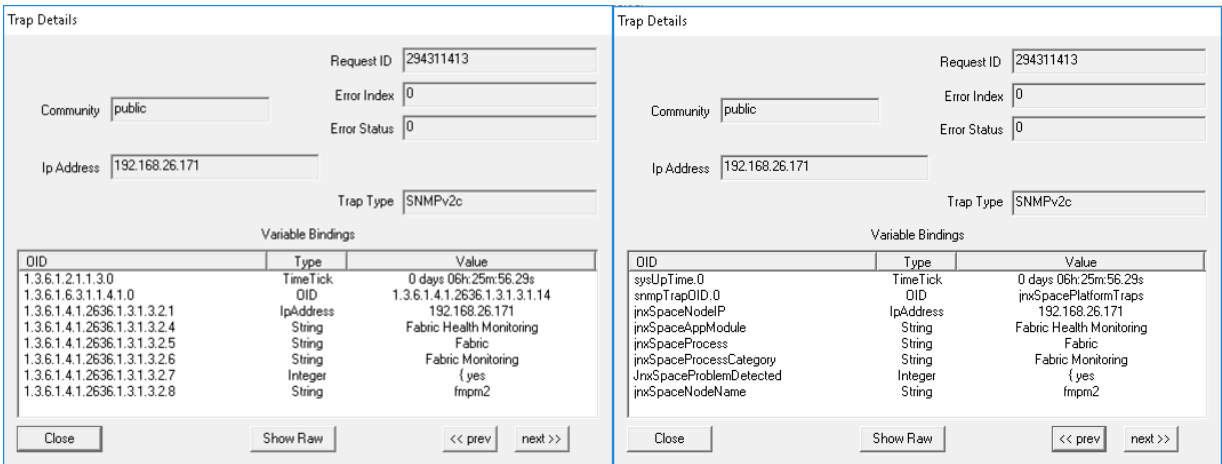 Trap Details
Request ID 294311413
Community public
Error Index 0
Error Status 0
Ip Address 192.168.26.171
Trap Type SNMPv2c
Variable Bindings
OID Type Value
1.3.6.1.2.1.1.3.0 TimeTick 0 days 06h:25m:56.29s
1.3.6.1.6.3.1.1.4.1.0 OID 1.3.6.1.4.1.2636.1.3.1.3.1.14
1.3.6.1.4.1.2636.1.3.1.3.2.1 IpAddress 192.168.26.171
1.3.6.1.4.1.2636.1.3.1.3.2.4 String Fabric Health Monitoring
1.3.6.1.4.1.2636.1.3.1.3.2.5 String Fabric
1.3.6.1.4.1.2636.1.3.1.3.2.6 String Fabric Monitoring
1.3.6.1.4.1.2636.1.3.1.3.2.7 Integer { yes
1.3.6.1.4.1.2636.1.3.1.3.2.8 String fmpm2
Close Show Raw << prev next >>
Trap Details
Request ID 294311413
Community public
Error Index 0
Error Status 0
Ip Address 192.168.26.171
Trap Type SNMPv2c
Variable Bindings
OID Type Value
sysUpTime.0 TimeTick 0 days 06h:25m:56.29s
snmpTrapOID.0 OID jnxSpacePlatformTraps
jnxSpaceNodeIP IpAddress 192.168.26.171
jnxSpaceAppModule String Fabric Health Monitoring
jnxSpaceProcess String Fabric
jnxSpaceProcessCategory String Fabric Monitoring
JnxSpaceProblemDetected Integer { yes
jnxSpaceNodeName String fmpm2
Close Show Raw << prev next >>